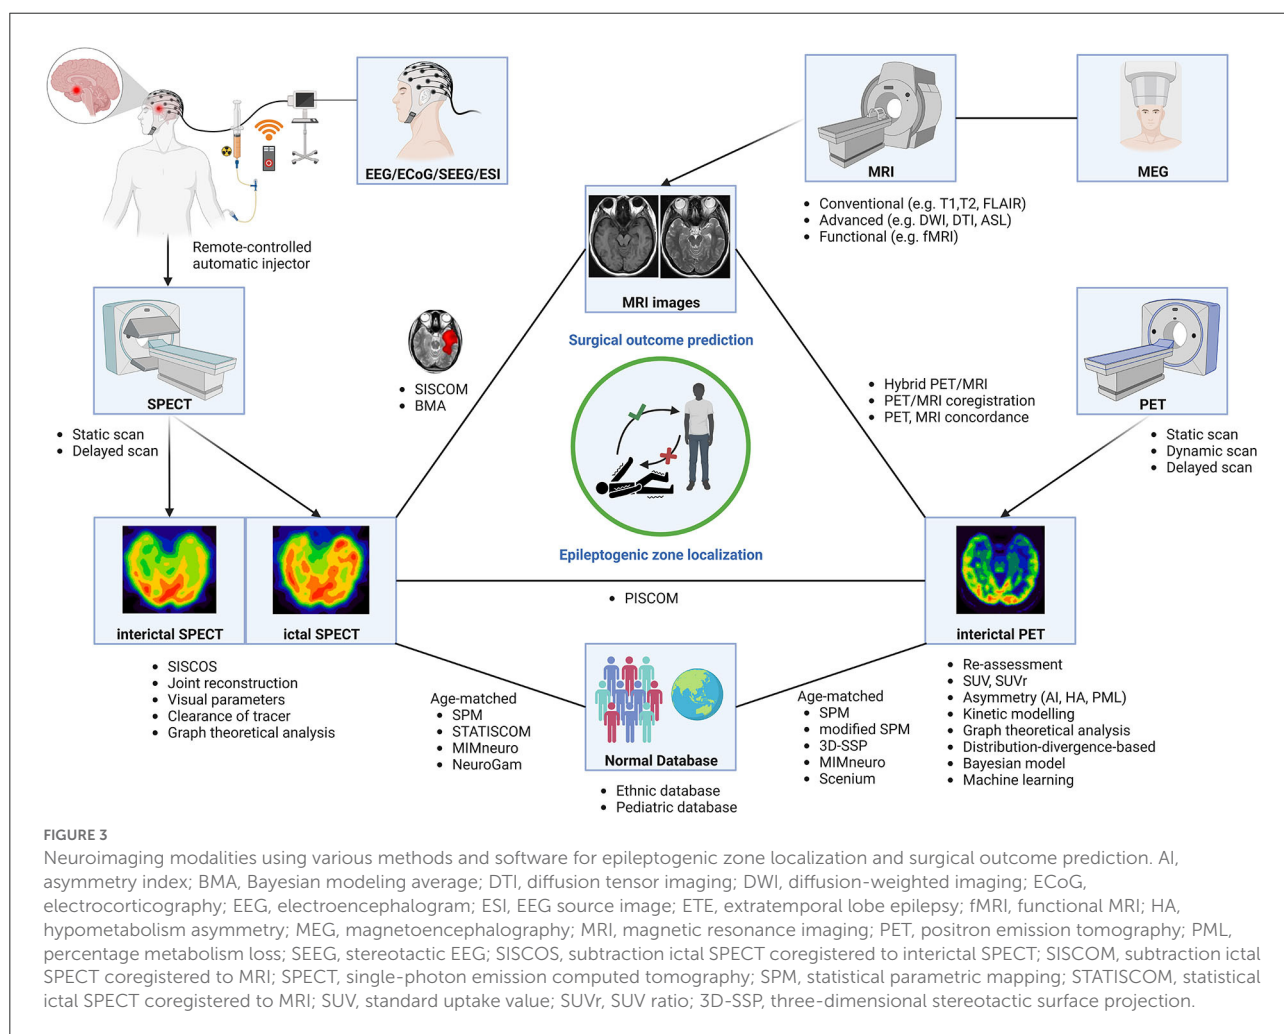 EEG/ECoG/SEEG/ESI
MRI
MEG
• Conventional (e.g. T1,T2, FLAIR)
• Advanced (e.g. DWI, DTI, ASL)
• Functional (e.g. fMRI)
Remote-controlled
automatic injector
MRI images
SPECT
• Static scan
• Delayed scan
• SISCOM
• BMA
Surgical outcome prediction
Epileptogenic zone localization
• Hybrid PET/MRI
• PET/MRI coregistration
• PET, MRI concordance
PET
• Static scan
• Dynamic scan
• Delayed scan
interictal SPECT
ictal SPECT
• PISCOM
interictal PET
• SISCOS
• Joint reconstruction
• Visual parameters
• Clearance of tracer
• Graph theoretical analysis
Age-matched
• SPM
• STATISCOM
• MIMneuro
• NeuroGam
Normal Database
• Ethnic database
• Pediatric database
Age-matched
• SPM
• modified SPM
• 3D-SSP
• MIMneuro
• Scenium
• Re-assessment
• SUV, SUVr
• Asymmetry (AI, HA, PML)
• Kinetic modelling
• Graph theoretical analysis
• Distribution-divergence-based
• Bayesian model
• Machine learning
FIGURE 3
Neuroimaging modalities using various methods and software for epileptogenic zone localization and surgical outcome prediction. AI,
asymmetry index; BMA, Bayesian modeling average; DTI, diffusion tensor imaging; DWI, diffusion-weighted imaging; ECoG,
electrocorticography; EEG, electroencephalogram; ESI, EEG source image; ETE, extratemporal lobe epilepsy; fMRI, functional MRI; HA,
hypometabolism asymmetry; MEG, magnetoencephalography; MRI, magnetic resonance imaging; PET, positron emission tomography; PML,
percentage metabolism loss; SEEG, stereotactic EEG; SISCOS, subtraction ictal SPECT coregistered to interictal SPECT; SISCOM, subtraction ictal
SPECT coregistered to MRI; SPECT, single-photon emission computed tomography; SPM, statistical parametric mapping; STATISCOM, statistical
ictal SPECT coregistered to MRI; SUV, standard uptake value; SUVr, SUV ratio; 3D-SSP, three-dimensional stereotactic surface projection.